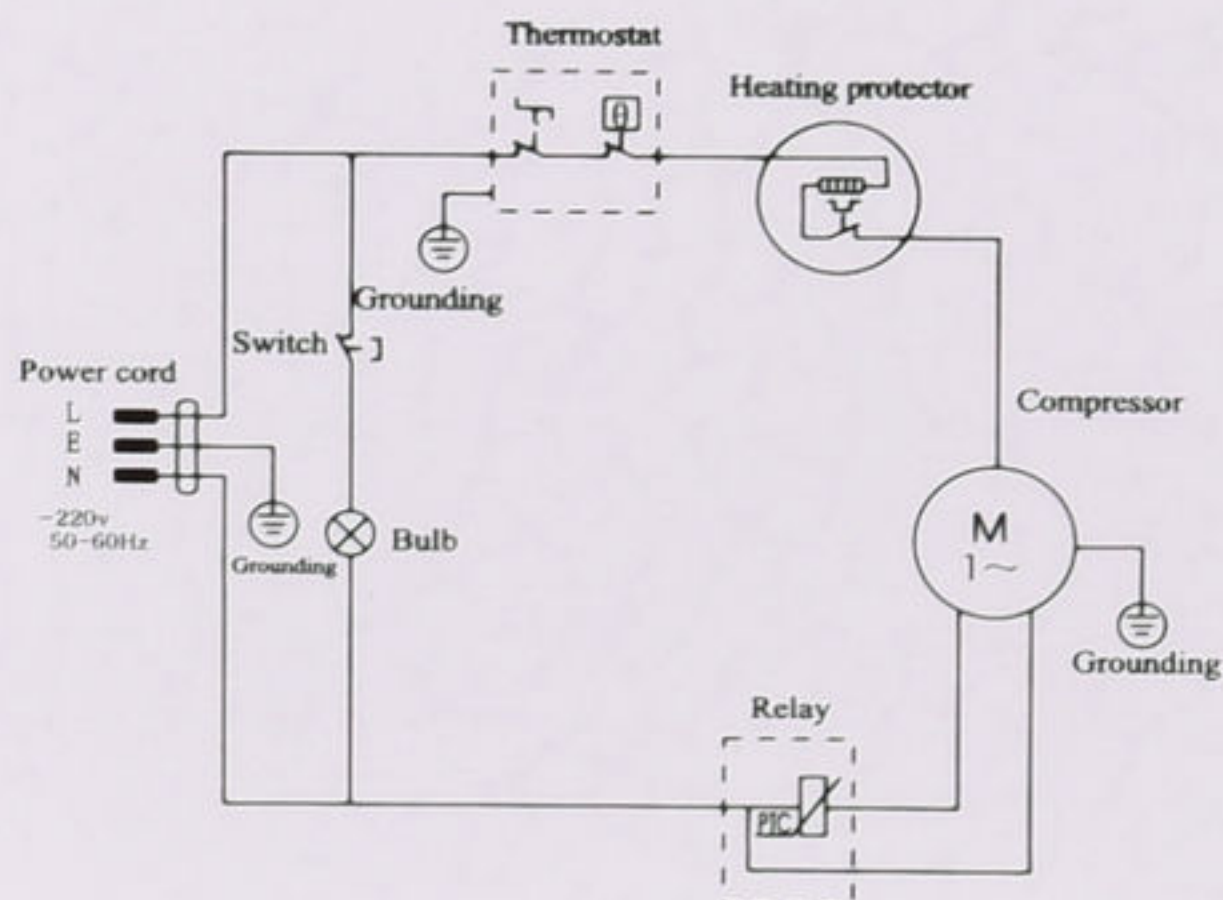 Thermostat
Heating protector
θ
Grounding
Switch
Power cord
L
E
N
~220v
50-60Hz
Grounding
Bulb
Compressor
M
1~
Grounding
Relay
PTC